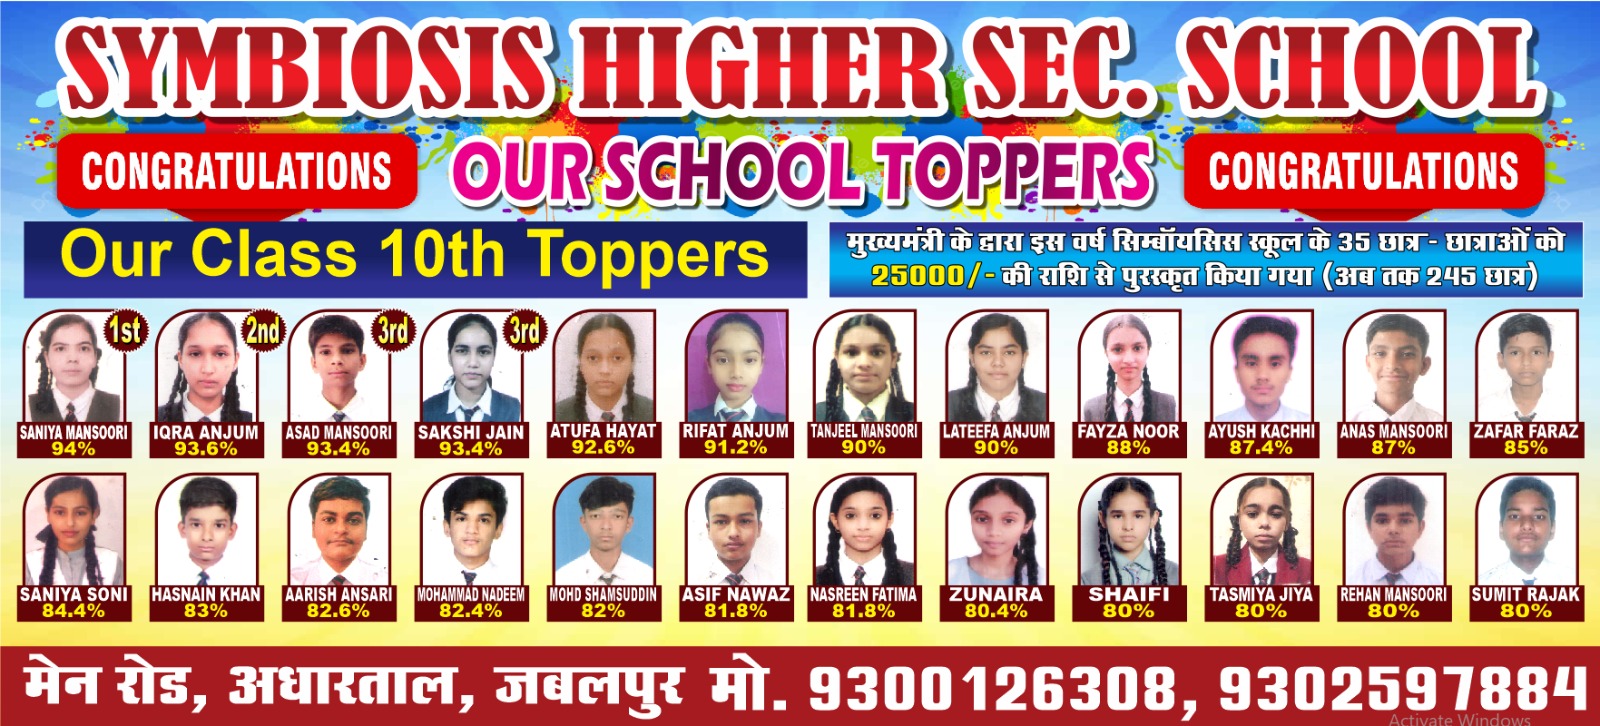 SYMBIOSIS HIGHER SEC. SCHOOL
CONGRATULATIONS
OUR SCHOOL TOPPERS
CONGRATULATIONS
Our Class 10th Toppers
मुख्यमंत्री के द्वारा इस वर्ष सिम्बॉयसिस स्कूल के 35 छात्र - छात्राओं को
25000/- की राशि से पुरस्कृत किया गया (अब तक 245 छात्र)
1st
2nd
3rd
3rd
SANIYA MANSOORI
94%
IQRA ANJUM
93.6%
ASAD MANSOORI
93.4%
SAKSHI JAIN
93.4%
ATUFA HAYAT
92.6%
RIFAT ANJUM
91.2%
TANJEEL MANSOORI
90%
LATEEFA ANJUM
90%
FAYZA NOOR
88%
AYUSH KACHHI
87.4%
ANAS MANSOORI
87%
ZAFAR FARAZ
85%
SANIYA SONI
84.4%
HASNAIN KHAN
83%
AARISH ANSARI
82.6%
MOHAMMAD NADEEM
82.4%
MOHD SHAMSUDDIN
82%
ASIF NAWAZ
81.8%
NASREEN FATIMA
81.8%
ZUNAIRA
80.4%
SHAIFI
80%
TASMIYA JIYA
80%
REHAN MANSOORI
80%
SUMIT RAJAK
80%
मेन रोड, अधारताल, जबलपुर मो. 9300126308, 9302597884
Activate Windows